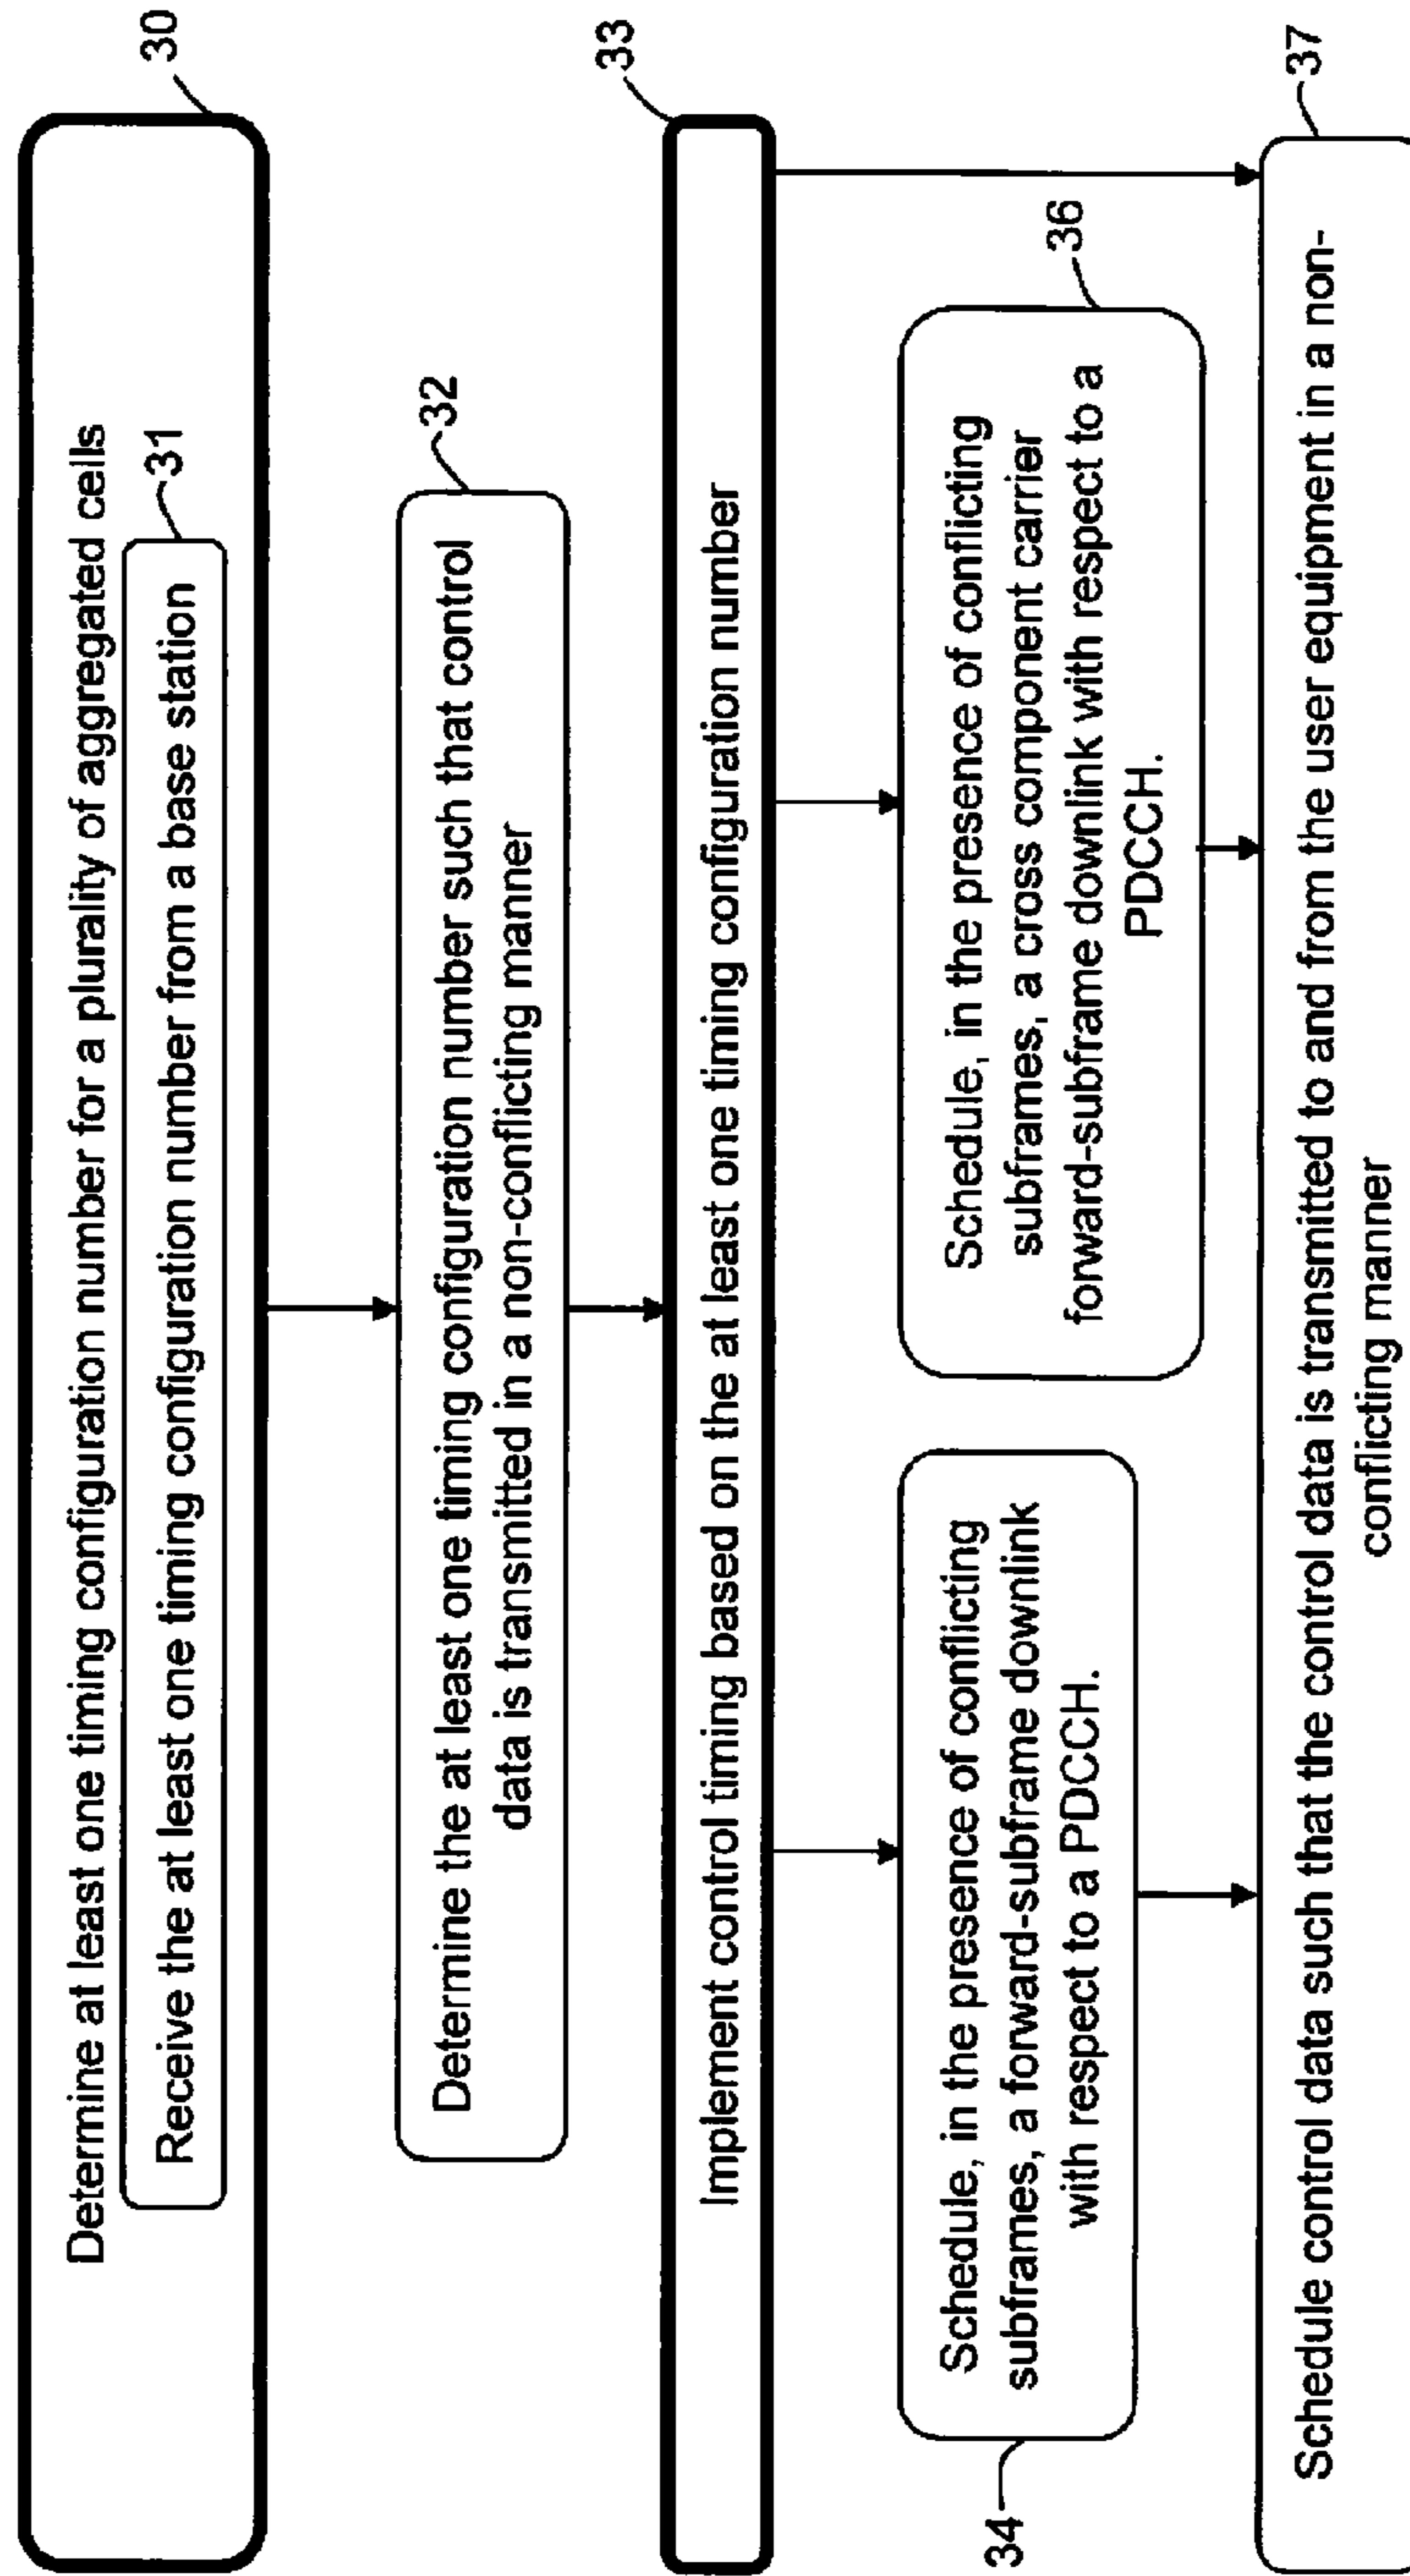 Determine at least one timing configuration number for a plurality of aggregated cells
30
Receive the at least one timing configuration number from a base station
31
Determine the at least one timing configuration number such that control
data is transmitted in a non-conflicting manner
32
Implement control timing based on the at least one timing configuration number
33
Schedule, in the presence of conflicting
subframes, a forward-subframe downlink
with respect to a PDCCH.
34
Schedule, in the presence of conflicting
subframes, a cross component carrier
forward-subframe downlink with respect to a
PDCCH.
36
Schedule control data such that the control data is transmitted to and from the user equipment in a non-
conflicting manner
37